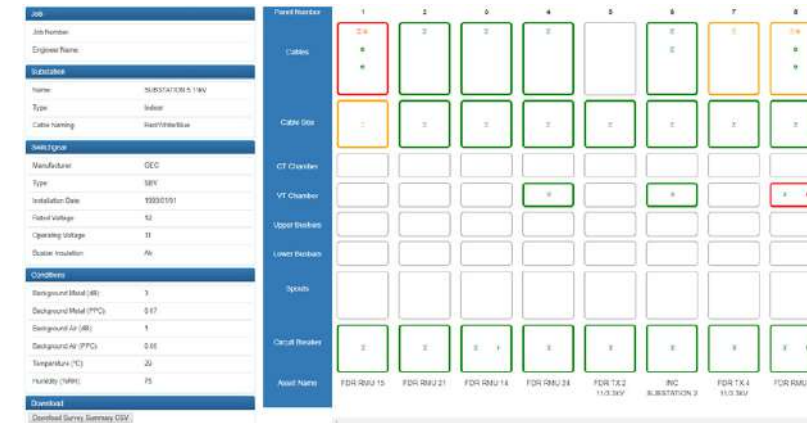 Job
Job Number
Engineer Name
Substation
Name SUBSTATION 5 11kV
Type Indoor
Cable Naming Red/White/Blue
Switchgear
Manufacturer GEC
Type SBV
Installation Date 1993/01/01
Rated Voltage 12
Operating Voltage 11
Busbar Insulation Air
Conditions
Background Metal (dB) 3
Background Metal (PPC)
Background Air (dB)
Background Air (PPC)
Temperature (°C) 20
Humidity (%RH) 75
Download
Download Survey Summary CSV
Panel Number 1 2 3 4 5 6 7 8
Cables
Cable Box
CT Chamber
VT Chamber
Upper Busbars
Lower Busbars
Spouts
Circuit Breaker
Asset Name FDR RMU 15 FDR RMU 21 FDR RMU 14 FDR RMU 24 FDR TX 2 11/3.3kV INC SUBSTATION 3 FDR TX 4 11/3.3kV FDR RMU